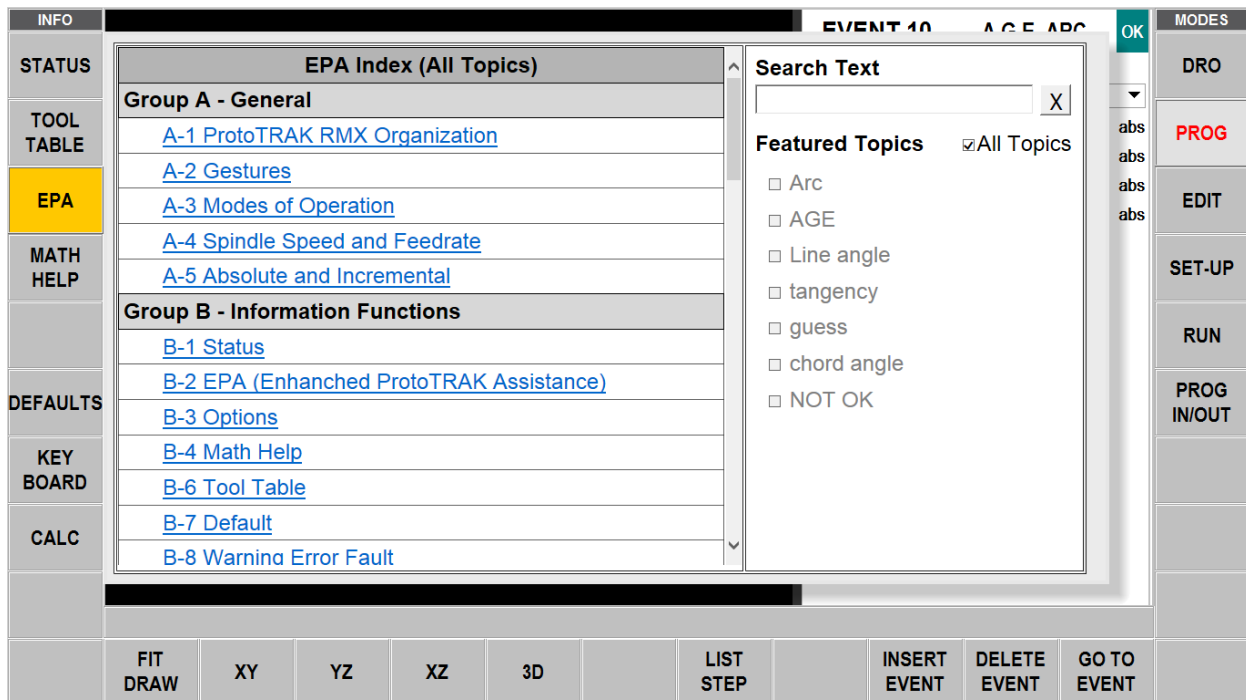 INFO
STATUS
TOOL
TABLE
EPA
MATH
HELP
DEFAULTS
KEY
BOARD
CALC
EPA Index (All Topics)
Group A - General
A-1 ProtoTRAK RMX Organization
A-2 Gestures
A-3 Modes of Operation
A-4 Spindle Speed and Feedrate
A-5 Absolute and Incremental
Group B - Information Functions
B-1 Status
B-2 EPA (Enhanched ProtoTRAK Assistance)
B-3 Options
B-4 Math Help
B-6 Tool Table
B-7 Default
B-8 Warning Error Fault
EVENT 10 A.G.E. ARC
OK
Search Text
X
Featured Topics
All Topics
Arc
AGE
Line angle
tangency
guess
chord angle
NOT OK
abs
abs
abs
abs
MODES
DRO
PROG
EDIT
SET-UP
RUN
PROG
IN/OUT
FIT
DRAW
XY
YZ
XZ
3D
LIST
STEP
INSERT
EVENT
DELETE
EVENT
GO TO
EVENT